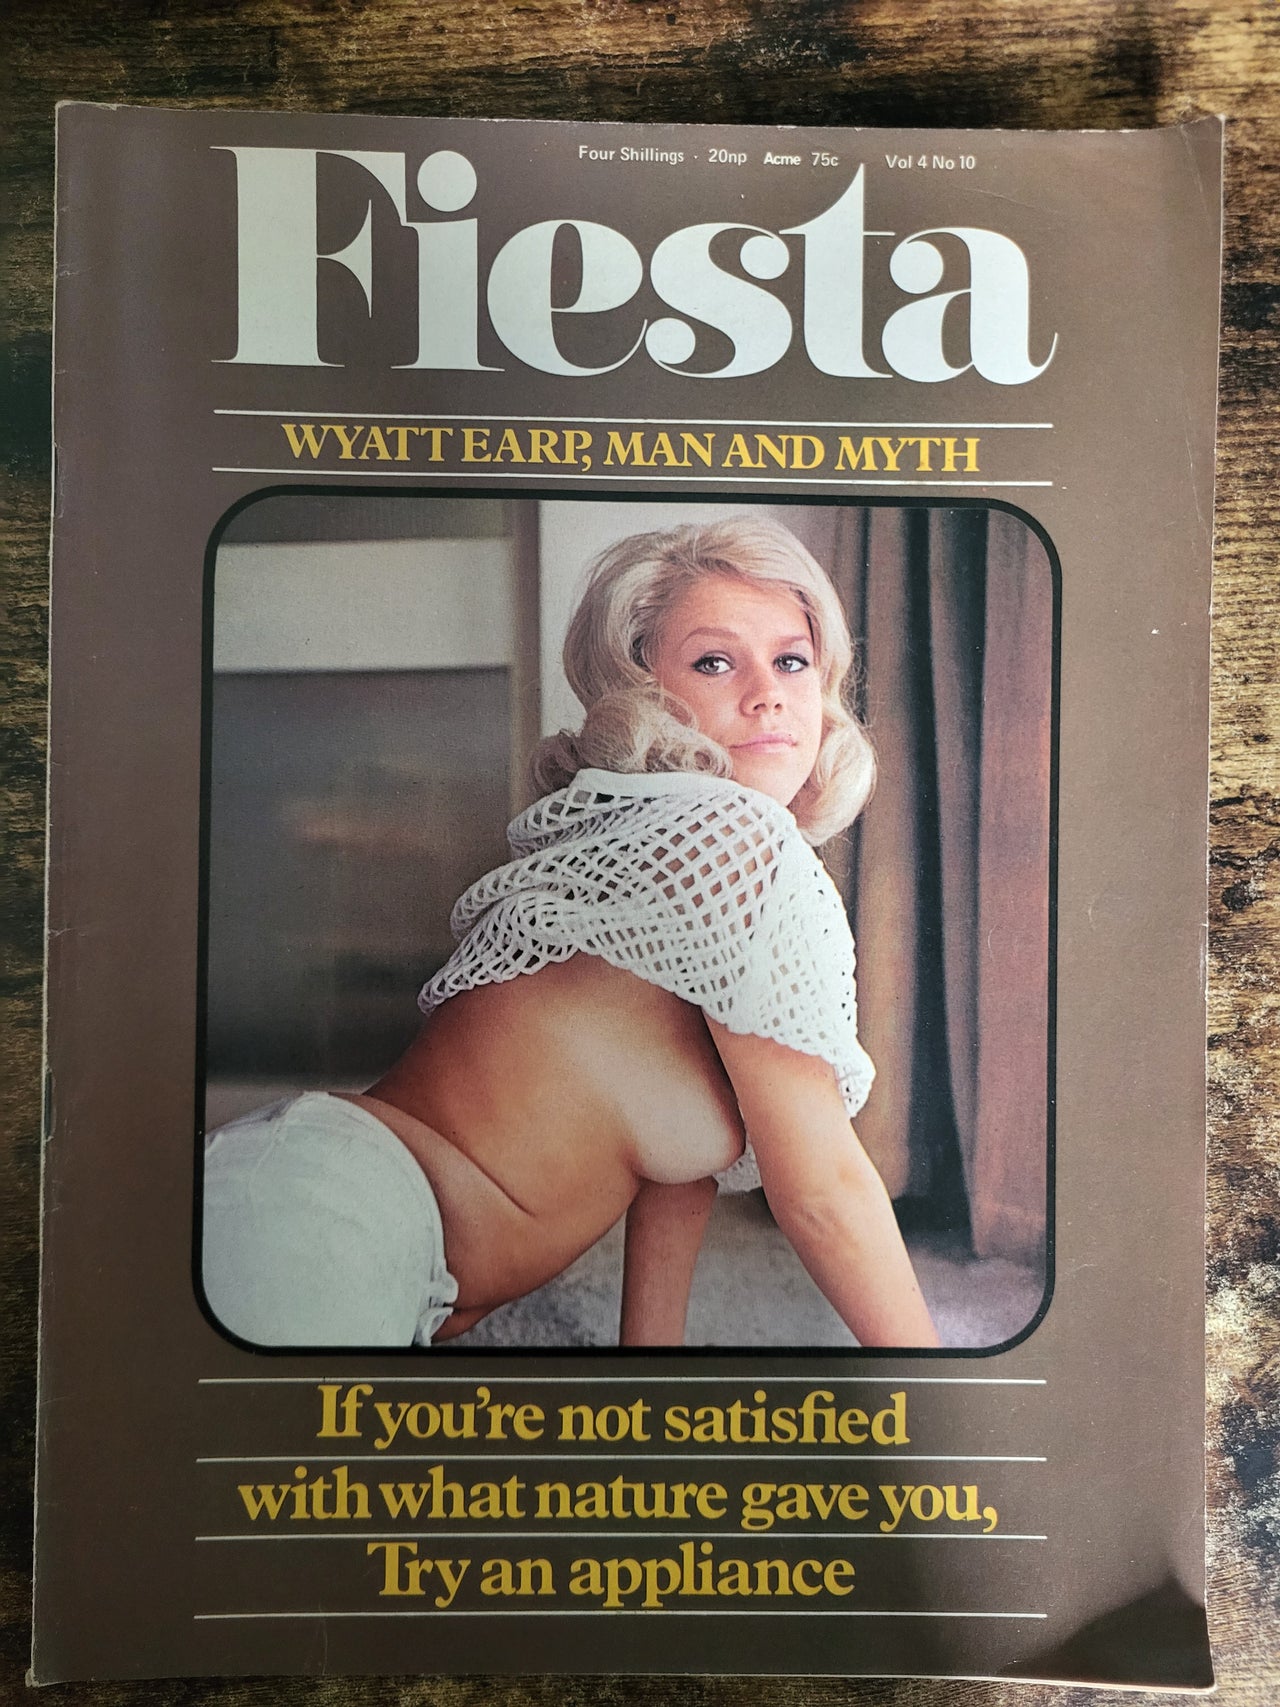 Four Shillings · 20np Acme 75c Vol 4 No 10
Fiesta
WYATT EARP, MAN AND MYTH
If you're not satisfied
with what nature gave you,
Try an appliance